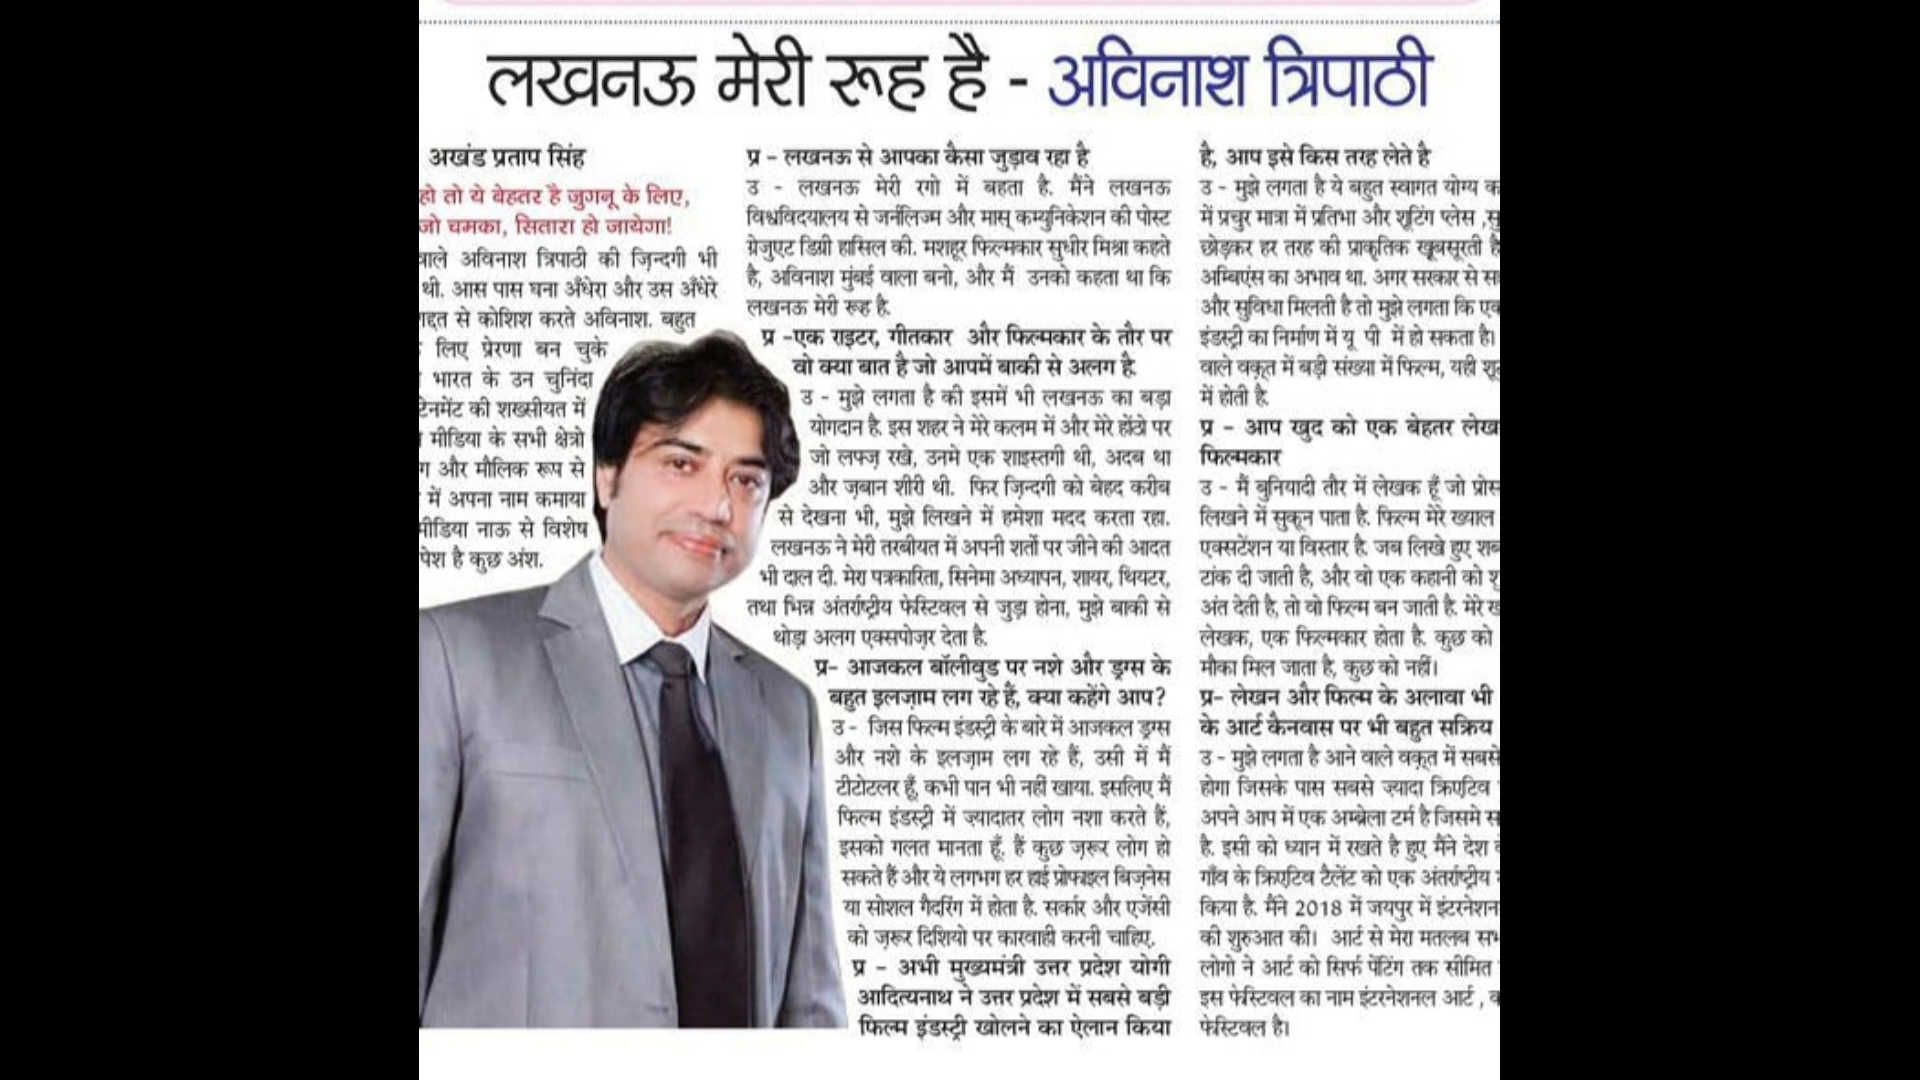 लखनऊ मेरी रूह है - अविनाश त्रिपाठी
अखंड प्रताप सिंह
हो तो ये बेहतर है जुगनू के लिए,
जो चमका, सितारा हो जायेगा!
वाले अविनाश त्रिपाठी की ज़िन्दगी भी
थी. आस पास घना अँधेरा और उस अँधेरे
शद्दत से कोशिश करते अविनाश. बहुत
लिए प्रेरणा बन चुके
भारत के उन चुनिंदा
टेनमेंट की शख्सीयत में
मीडिया के सभी क्षेत्रो
ग और मौलिक रूप से
में अपना नाम कमाया
मीडिया नाऊ से विशेष
पेश है कुछ अंश.
प्र - लखनऊ से आपका कैसा जुड़ाव रहा है
उ - लखनऊ मेरी रगो में बहता है. मैंने लखनऊ
विश्वविदयालय से जर्नलिज्म और मास् कम्युनिकेशन की पोस्ट
ग्रेजुएट डिग्री हासिल की. मशहूर फिल्मकार सुधीर मिश्रा कहते
है, अविनाश मुंबई वाला बनो, और मैं उनको कहता था कि
लखनऊ मेरी रूह है.
प्र -एक राइटर, गीतकार और फिल्मकार के तौर पर
वो क्या बात है जो आपमें बाकी से अलग है.
उ - मुझे लगता है की इसमें भी लखनऊ का बड़ा
योगदान है. इस शहर ने मेरे कलम में और मेरे होंठो पर
जो लफ्ज़ रखे, उनमे एक शाइस्तगी थी, अदब था
और ज़बान शीरी थी. फिर ज़िन्दगी को बेहद करीब
से देखना भी, मुझे लिखने में हमेशा मदद करता रहा.
लखनऊ ने मेरी तरबीयत में अपनी शर्तो पर जीने की आदत
भी दाल दी. मेरा पत्रकारिता, सिनेमा अध्यापन, शायर, थियटर,
तथा भिन्न अंतर्राष्ट्रीय फेस्टिवल से जुड़ा होना, मुझे बाकी से
थोड़ा अलग एक्सपोज़र देता है.
प्र- आजकल बॉलीवुड पर नशे और ड्रग्स के
बहुत इलज़ाम लग रहे हैं, क्या कहेंगे आप?
उ - जिस फिल्म इंडस्ट्री के बारे में आजकल ड्रग्स
और नशे के इलज़ाम लग रहे हैं, उसी में मैं
टीटोटलर हूँ, कभी पान भी नहीं खाया. इसलिए मैं
फिल्म इंडस्ट्री में ज़्यादातर लोग नशा करते हैं,
इसको गलत मानता हूँ. हैं कुछ ज़रूर लोग हो
सकते हैं और ये लगभग हर हाई प्रोफाइल बिज़नेस
या सोशल गैदरिंग में होता है. सर्कार और एजेंसी
को ज़रूर दिशियो पर कारवाही करनी चाहिए.
प्र - अभी मुख्यमंत्री उत्तर प्रदेश योगी
आदित्यनाथ ने उत्तर प्रदेश में सबसे बड़ी
फिल्म इंडस्ट्री खोलने का ऐलान किया
है, आप इसे किस तरह लेते है
उ - मुझे लगता है ये बहुत स्वागत योग्य
में प्रचुर मात्रा में प्रतिभा और शूटिंग प्लेस ,
छोड़कर हर तरह की प्राकृतिक खूबसूरती
अम्बिएंस का अभाव था. अगर सरकार से
और सुविधा मिलती है तो मुझे लगता कि एक
इंडस्ट्री का निर्माण में यू पी में हो सकता है।
वाले वक़्त में बड़ी संख्या में फिल्म, यही
में होती है.
प्र - आप खुद को एक बेहतर लेख
फिल्मकार
उ - मैं बुनियादी तौर में लेखक हूँ जो प्रोस
लिखने में सुकून पाता है. फिल्म मेरे ख्याल
एक्सटेंशन या विस्तार है. जब लिखे हुए शब्द
टांक दी जाती है, और वो एक कहानी को
अंत देती है, तो वो फिल्म बन जाती है. मेरे
लेखक, एक फिल्मकार होता है. कुछ को
मौका मिल जाता है, कुछ को नहीं।
प्र- लेखन और फिल्म के अलावा भी
के आर्ट कैनवास पर भी बहुत सक्रिय
उ - मुझे लगता है आने वाले वक़्त में सबसे
होगा जिसके पास सबसे ज़्यादा क्रिएटिव
अपने आप में एक अम्ब्रेला टर्म है जिसमे
है. इसी को ध्यान में रखते है हुए मैंने देश
गाँव के क्रिएटिव टैलेंट को एक अंतर्राष्ट्रीय
किया है. मैंने 2018 में जयपुर में इंटरनेशन
की शुरुआत की। आर्ट से मेरा मतलब
लोगो ने आर्ट को सिर्फ पेंटिंग तक सीमित
इस फेस्टिवल का नाम इंटरनेशनल आर्ट ,
फेस्टिवल है।